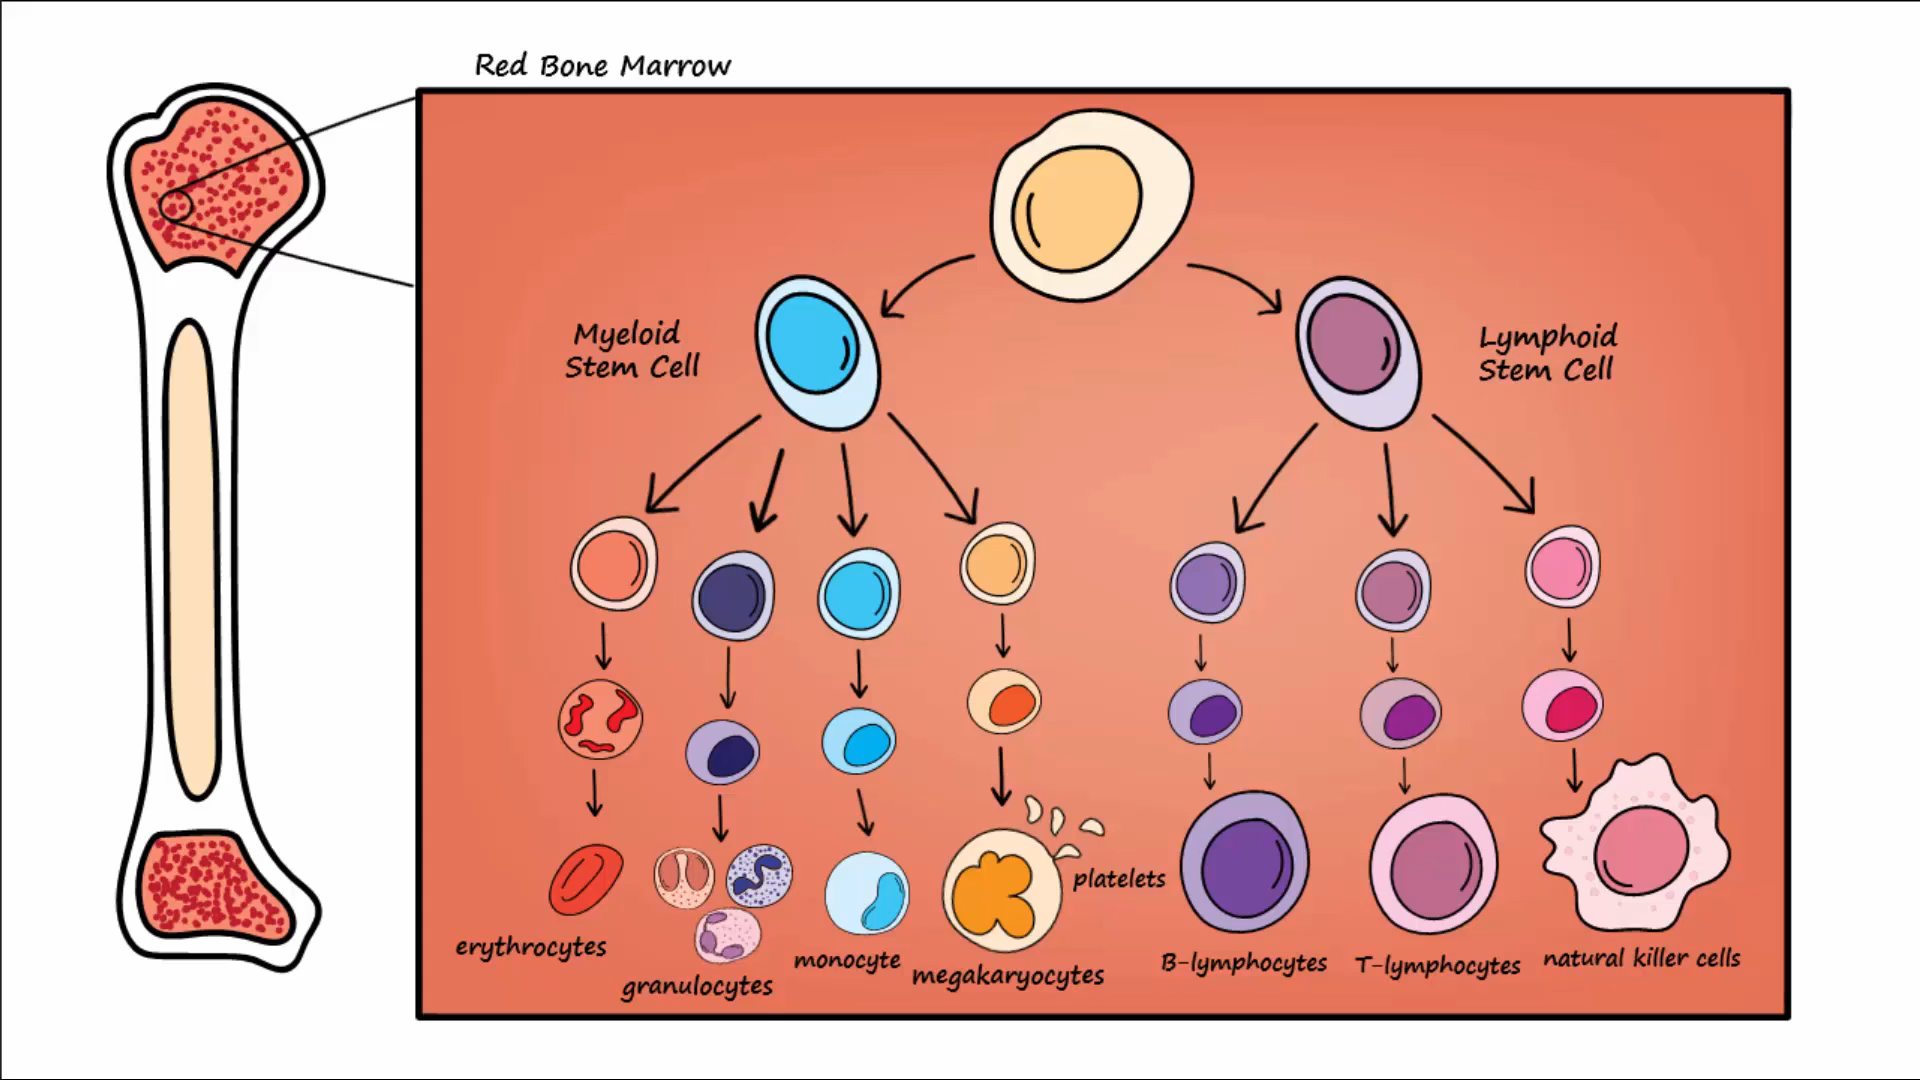 Red Bone Marrow
Myeloid
Stem Cell
Lymphoid
Stem Cell
platelets
erythrocytes
granulocytes
monocyte
megakaryocytes
B-lymphocytes
T-lymphocytes
natural killer cells